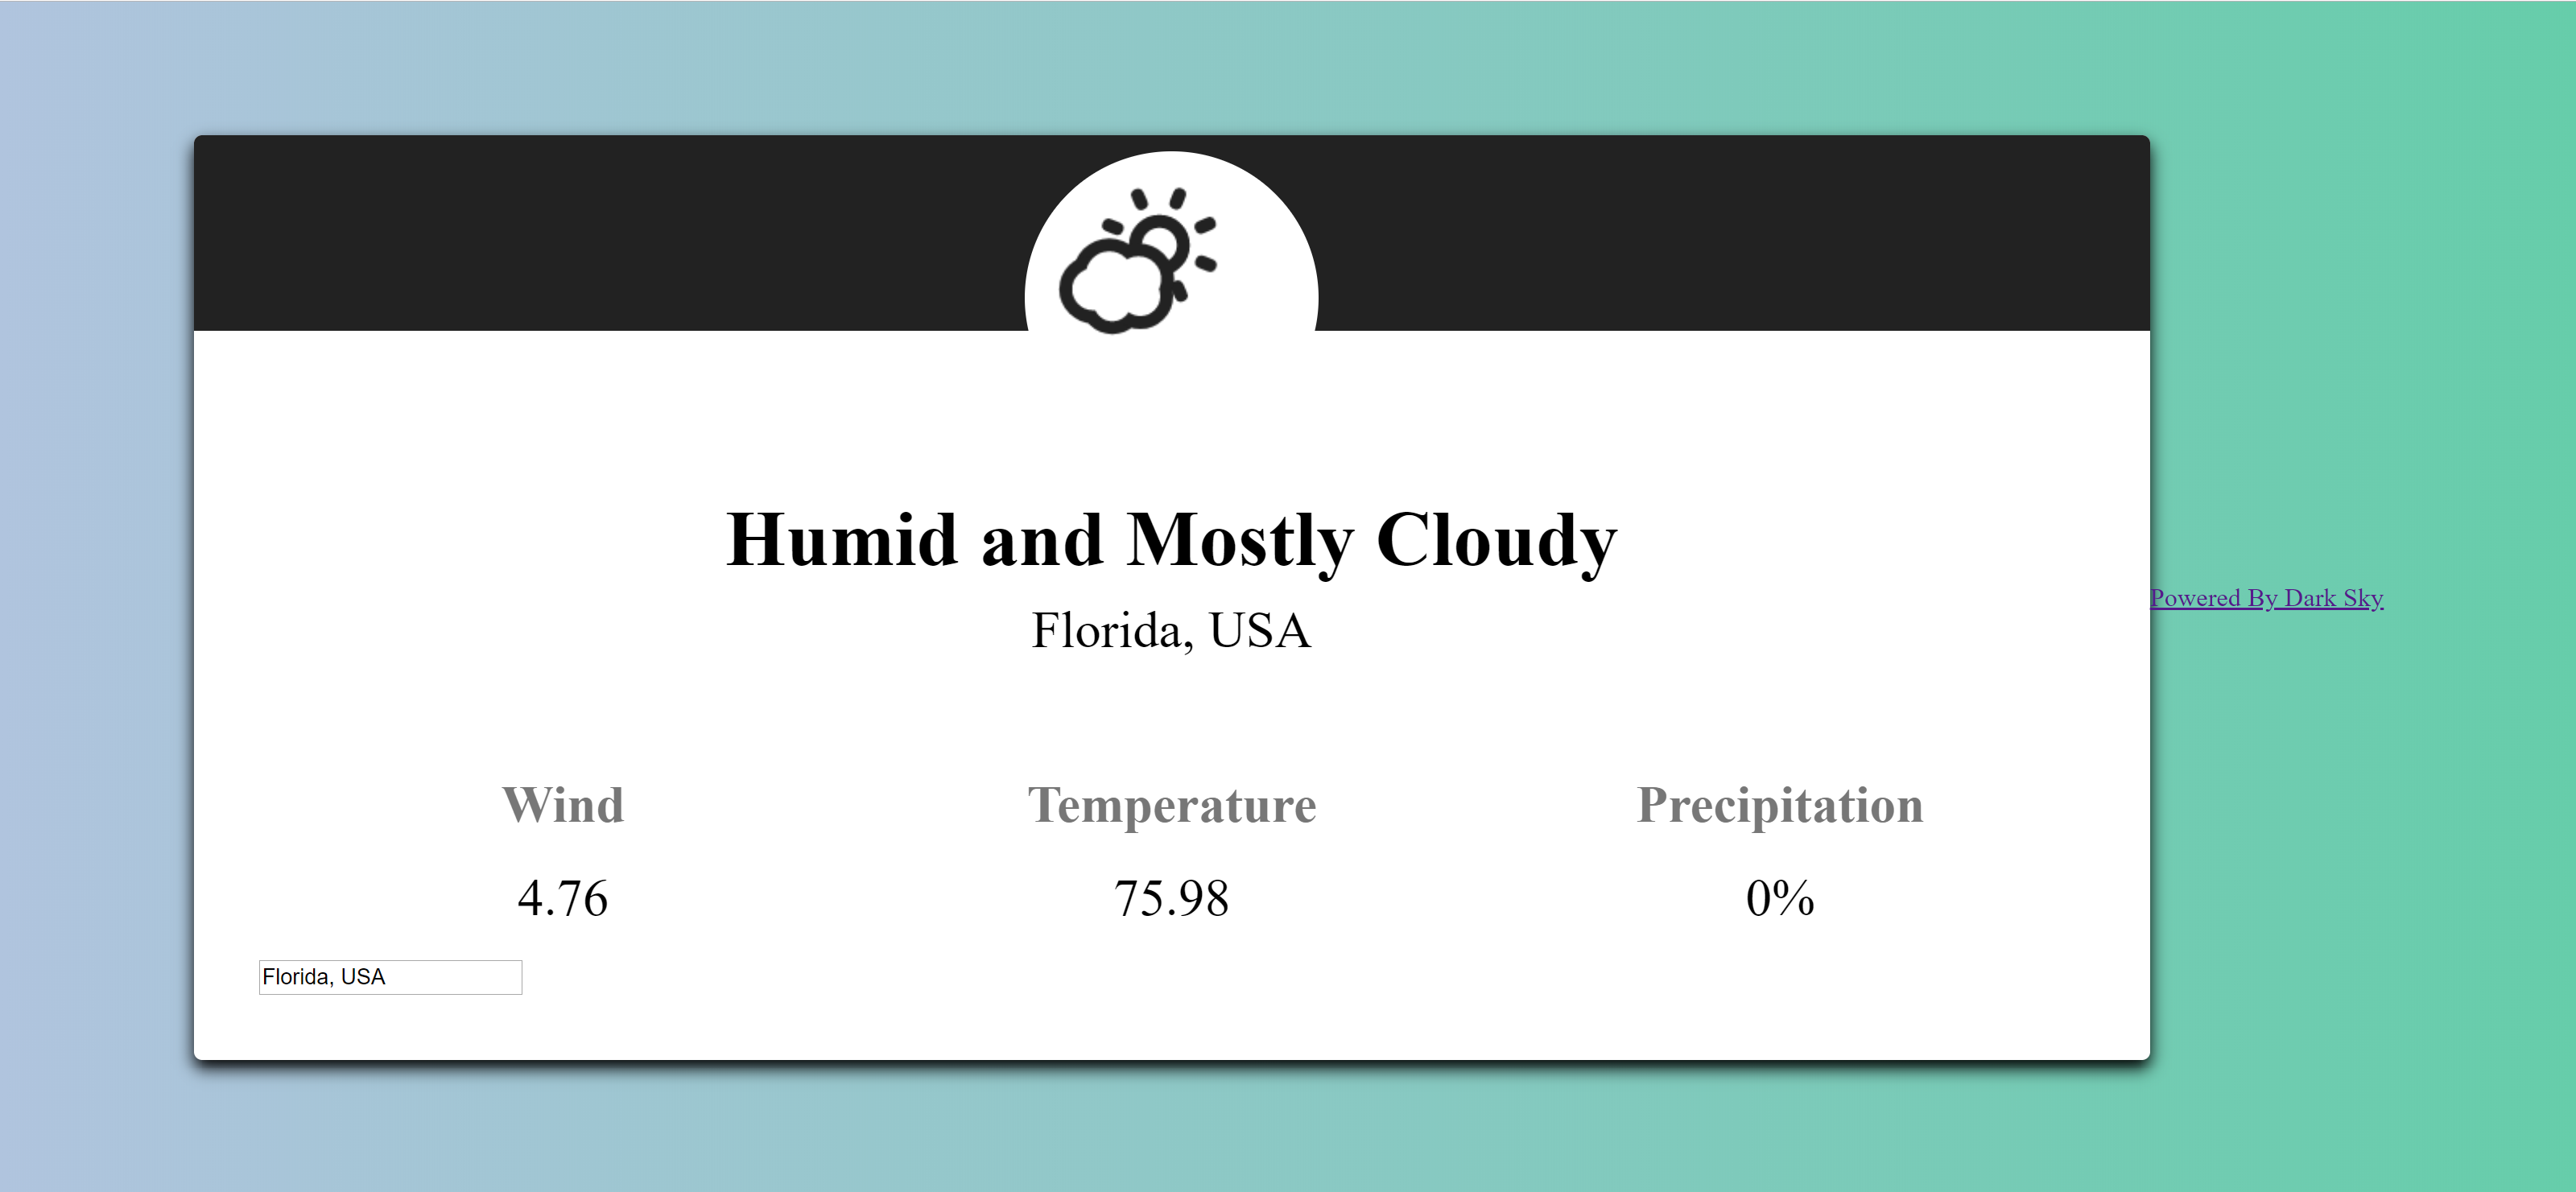 Humid and Mostly Cloudy
Florida, USA
Powered By Dark Sky
Wind
Temperature
Precipitation
4.76
75.98
0%
Florida, USA